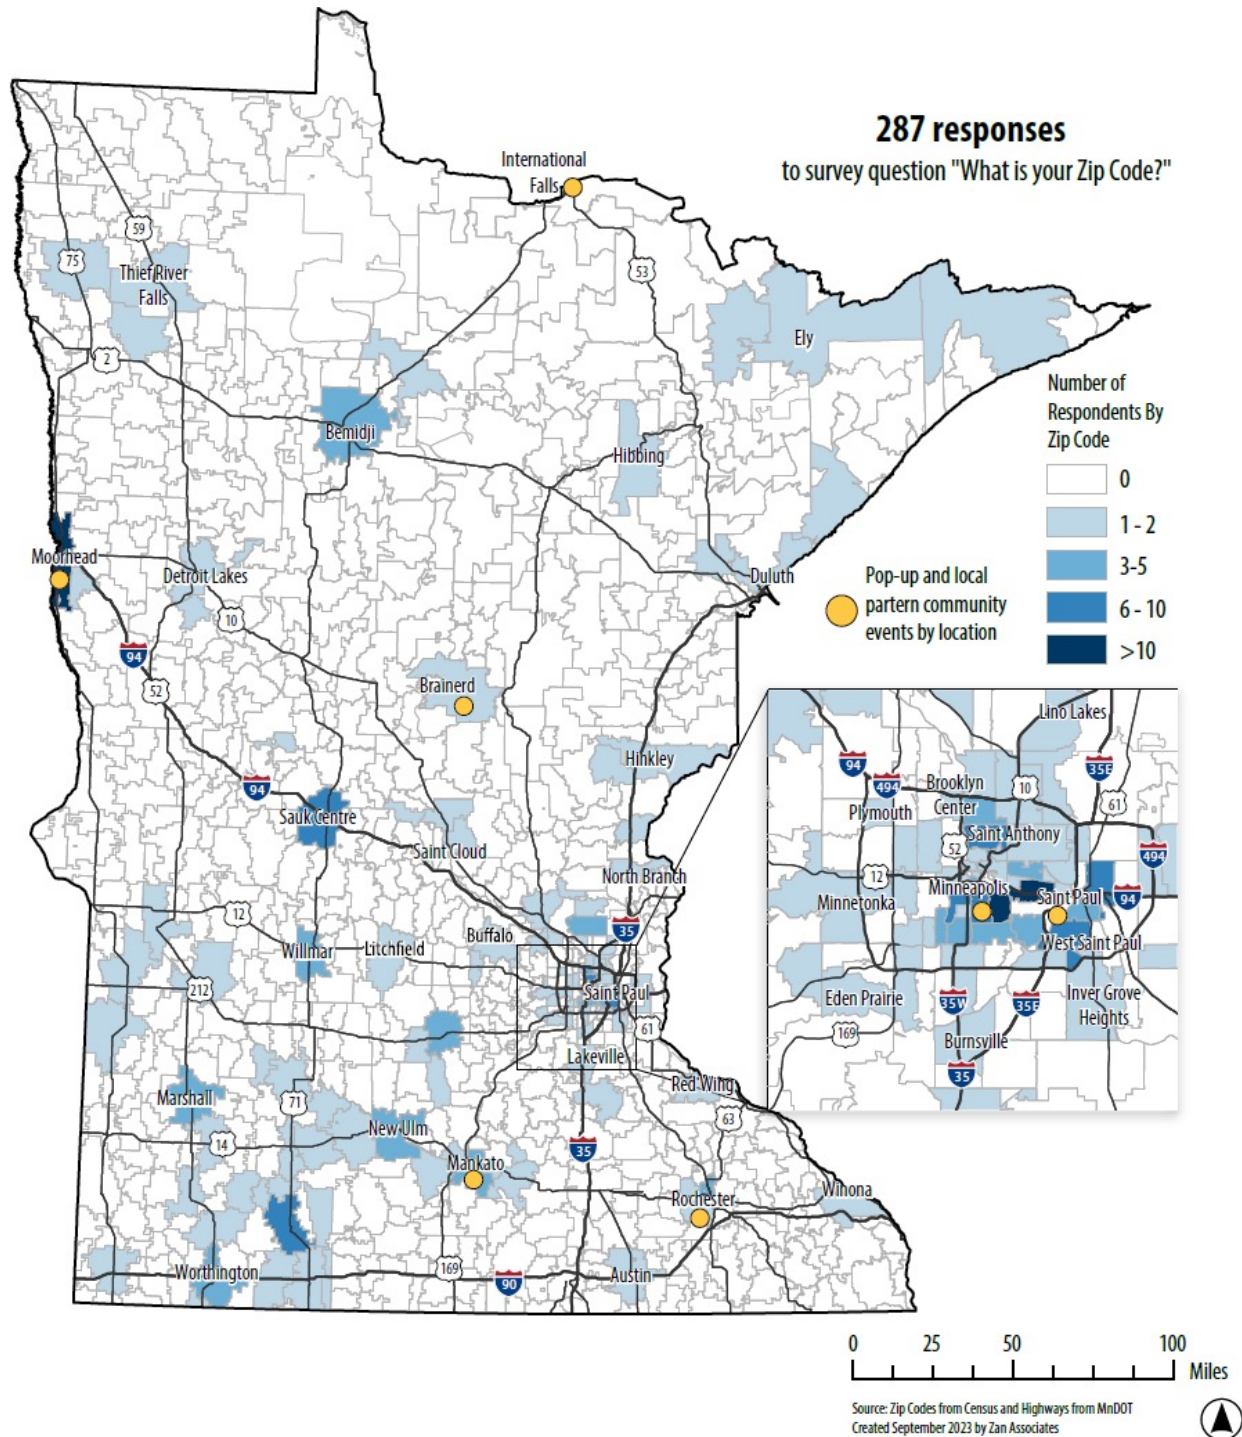 287 responses
to survey question "What is your Zip Code?"
International
Falls
59
75
Thief River
Falls
53
Ely
2
Number of
Respondents By
Zip Code
0
1 - 2
3-5
6 - 10
>10
Bemidji
Hibbing
Moorhead
Detroit Lakes
Duluth
Pop-up and local
partern community
events by location
10
94
52
Brainerd
Hinkley
94
Sauk Centre
Saint Cloud
North Branch
12
Willmar
Litchfield
Buffalo
35
212
Saint Paul
61
Lakeville
Marshall
71
Red Wing
14
New Ulm
63
35
Mankato
Rochester
Winona
Worthington
169
90
Austin
Lino Lakes
94
494
Brooklyn
Center
10
35E
61
Plymouth
Saint Anthony
52
494
12
Minneapolis
Saint Paul
94
Minnetonka
West Saint Paul
Eden Prairie
35W
35E
Inver Grove
Heights
169
Burnsville
35
0 25 50 100
Miles
Source: Zip Codes from Census and Highways from MnDOT
Created September 2023 by Zan Associates